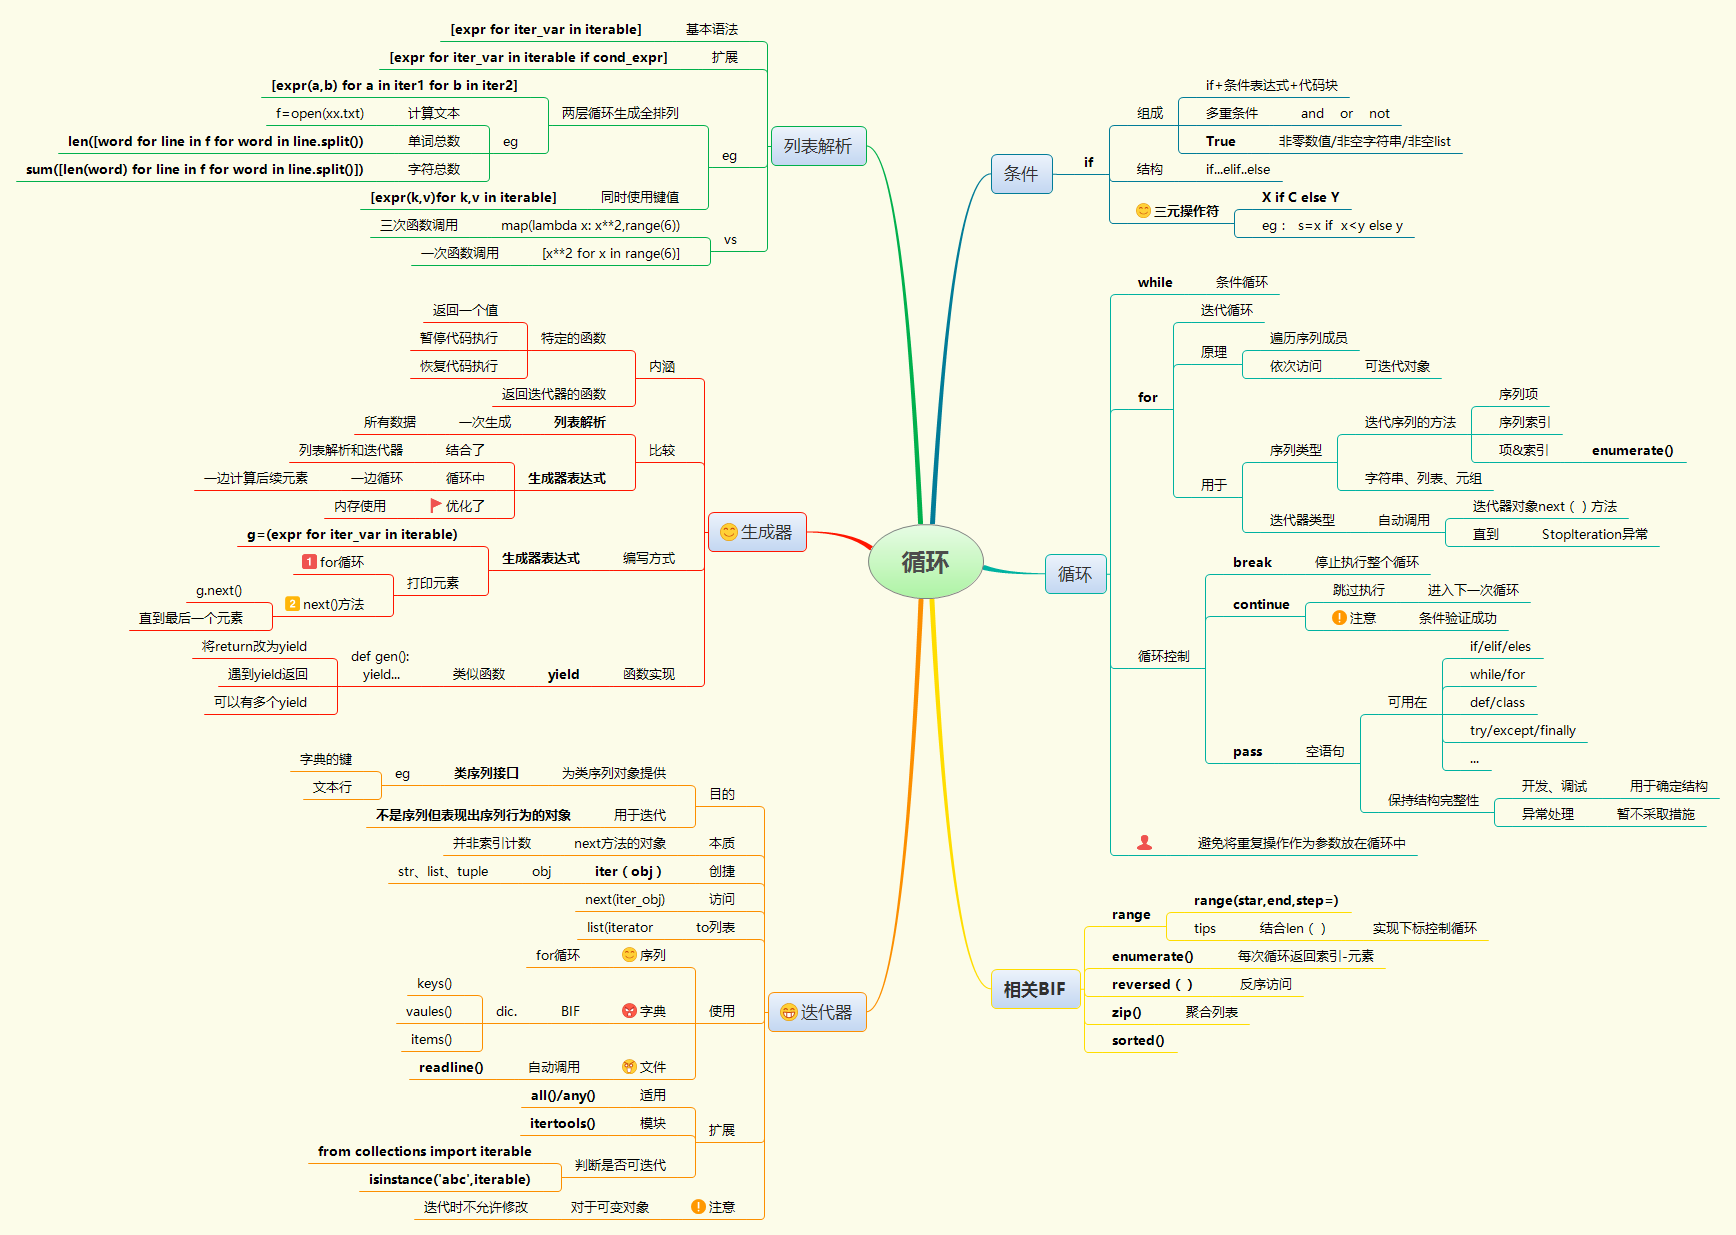 循环
条件
if
组成
if+条件表达式+代码块
多重条件 and or not
True 非零数值/非空字符串/非空list
结构 if...elif..else
三元操作符
X if C else Y
eg： s=x if x<y else y
循环
while 条件循环
for
迭代循环
原理
遍历序列成员
依次访问 可迭代对象
用于
序列类型
迭代序列的方法
序列项
序列索引
项&索引 enumerate()
字符串、列表、元组
迭代器类型 自动调用
迭代器对象next（）方法
直到 StopIteration异常
循环控制
break 停止执行整个循环
continue
跳过执行 进入下一次循环
注意 条件验证成功
pass 空语句
可用在
if/elif/eles
while/for
def/class
try/except/finally
...
保持结构完整性
开发、调试 用于确定结构
异常处理 暂不采取措施
避免将重复操作作为参数放在循环中
相关BIF
range
range(star,end,step=)
tips 结合len（） 实现下标控制循环
enumerate() 每次循环返回索引-元素
reversed（） 反序访问
zip() 聚合列表
sorted()
列表解析
[expr for iter_var in iterable] 基本语法
[expr for iter_var in iterable if cond_expr] 扩展
eg
两层循环生成全排列
[expr(a,b) for a in iter1 for b in iter2]
eg
f=open(xx.txt) 计算文本
len([word for line in f for word in line.split()) 单词总数
sum([len(word) for line in f for word in line.split()]) 字符总数
[expr(k,v)for k,v in iterable] 同时使用键值
vs
三次函数调用 map(lambda x: x**2,range(6))
一次函数调用 [x**2 for x in range(6)]
生成器
内涵
特定的函数
返回一个值
暂停代码执行
恢复代码执行
返回迭代器的函数
比较
所有数据 一次生成 列表解析
生成器表达式
列表解析和迭代器 结合了
一边计算后续元素 一边循环 循环中
内存使用 优化了
编写方式
生成器表达式
g=(expr for iter_var in iterable)
打印元素
1 for循环
2 next()方法
g.next()
直到最后一个元素
函数实现
yield
类似函数
def gen():
yield...
将return改为yield
遇到yield返回
可以有多个yield
迭代器
目的
为类序列对象提供 类序列接口 eg
字典的键
文本行
不是序列但表现出序列行为的对象 用于迭代
并非索引计数 next方法的对象 本质
str、list、tuple obj iter（obj） 创捷
next(iter_obj) 访问
list(iterator to列表
使用
for循环 序列
dic. BIF 字典
keys()
vaules()
items()
readline() 自动调用 文件
扩展
all()/any() 适用
itertools() 模块
判断是否可迭代
from collections import iterable
isinstance('abc',iterable)
迭代时不允许修改 对于可变对象 注意